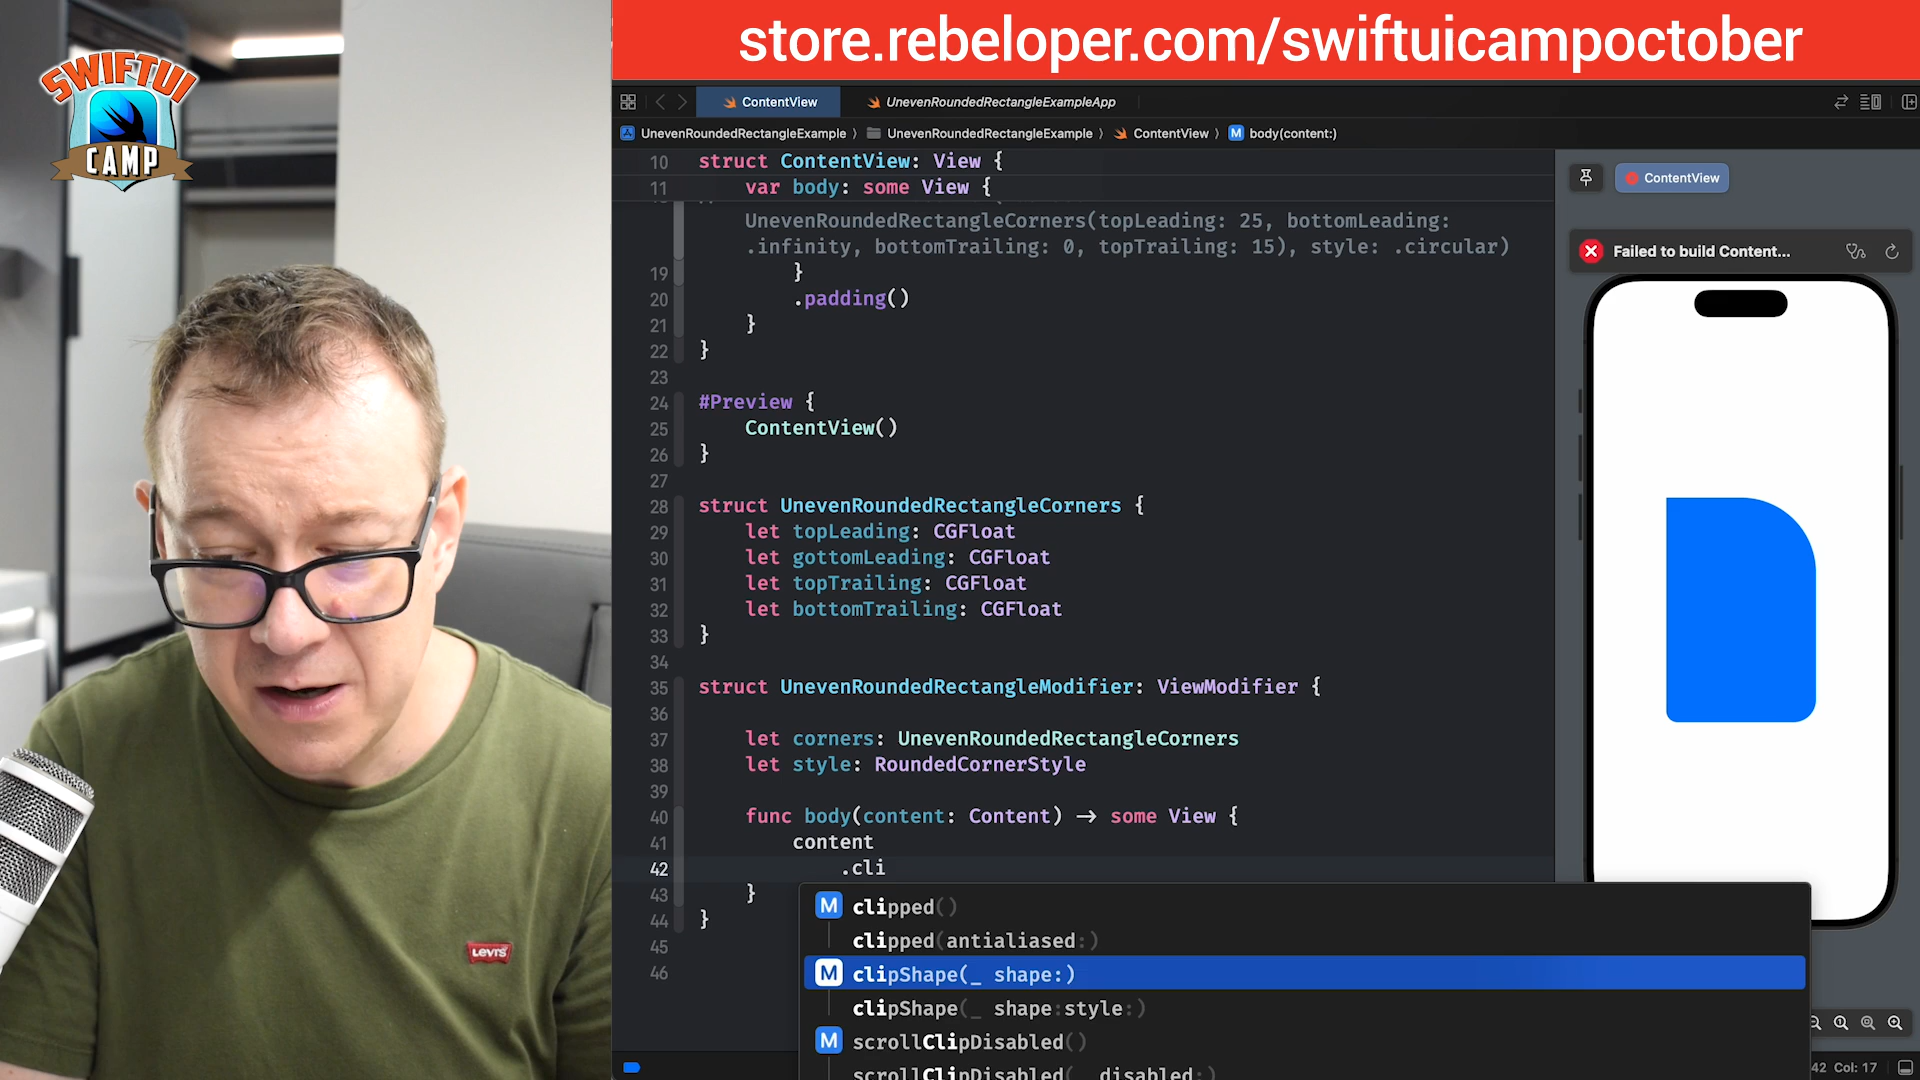 store.rebeloper.com/swiftuicampoctober
SWIFTUI
CAMP
ContentView
UnevenRoundedRectangleExampleApp
UnevenRoundedRectangleExample
UnevenRoundedRectangleExample
ContentView
M body(content:)
10 struct ContentView: View {
11 var body: some View {
UnevenRoundedRectangleCorners(topLeading: 25, bottomLeading:
.infinity, bottomTrailing: 0, topTrailing: 15), style: .circular)
19 }
20 .padding()
21 }
22 }
23
24 #Preview {
25 ContentView()
26 }
27
28 struct UnevenRoundedRectangleCorners {
29 let topLeading: CGFloat
30 let gottomLeading: CGFloat
31 let topTrailing: CGFloat
32 let bottomTrailing: CGFloat
33 }
34
35 struct UnevenRoundedRectangleModifier: ViewModifier {
36
37 let corners: UnevenRoundedRectangleCorners
38 let style: RoundedCornerStyle
39
40 func body(content: Content) -> some View {
41 content
42 .cli
43 }
44 }
45
46
M clipped()
clipped(antialiased:)
M clipShape(_ shape:)
clipShape(_ shape:style:)
M scrollClipDisabled()
scrollClipDisabled(_ disabled:)
ContentView
Failed to build Content...
42 Col: 17
LEVI'S